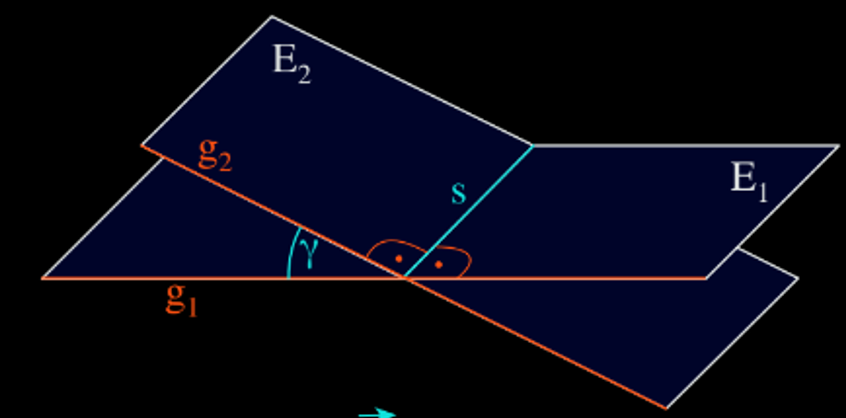 E₂
g₂
s
E₁
γ
g₁